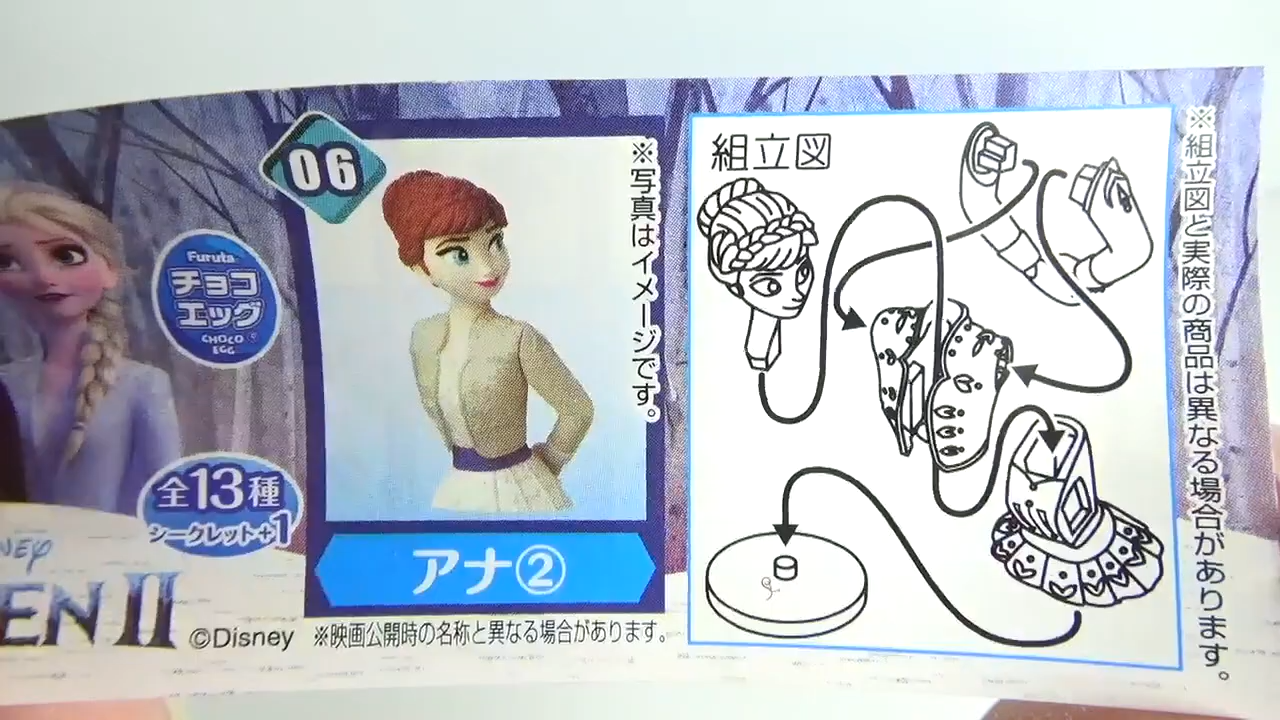 06
※写真はイメージです。
Furuta
チョコ
エッグ
CHOCO
EGG
全13種
シークレット+1
アナ②
©Disney
※映画公開時の名称と異なる場合があります。
組立図
※組立図と実際の商品は異なる場合があります。
NEY
EN II